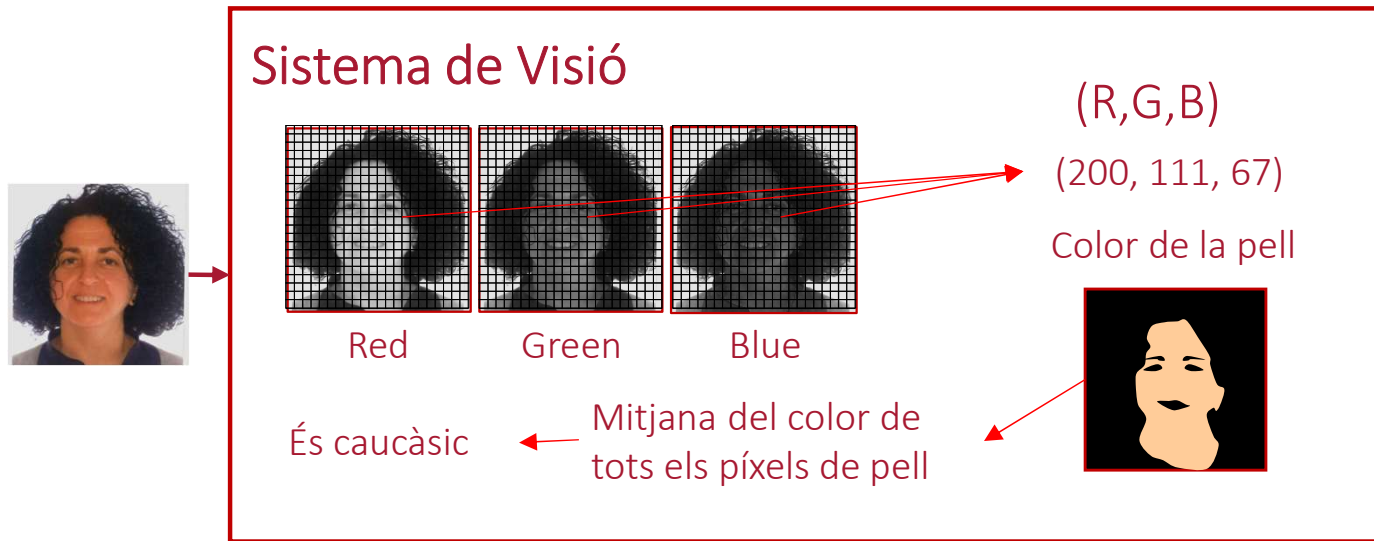 Sistema de Visió
(R,G,B)
(200, 111, 67)
Color de la pell
Red
Green
Blue
Mitjana del color de
tots els píxels de pell
És caucàsic